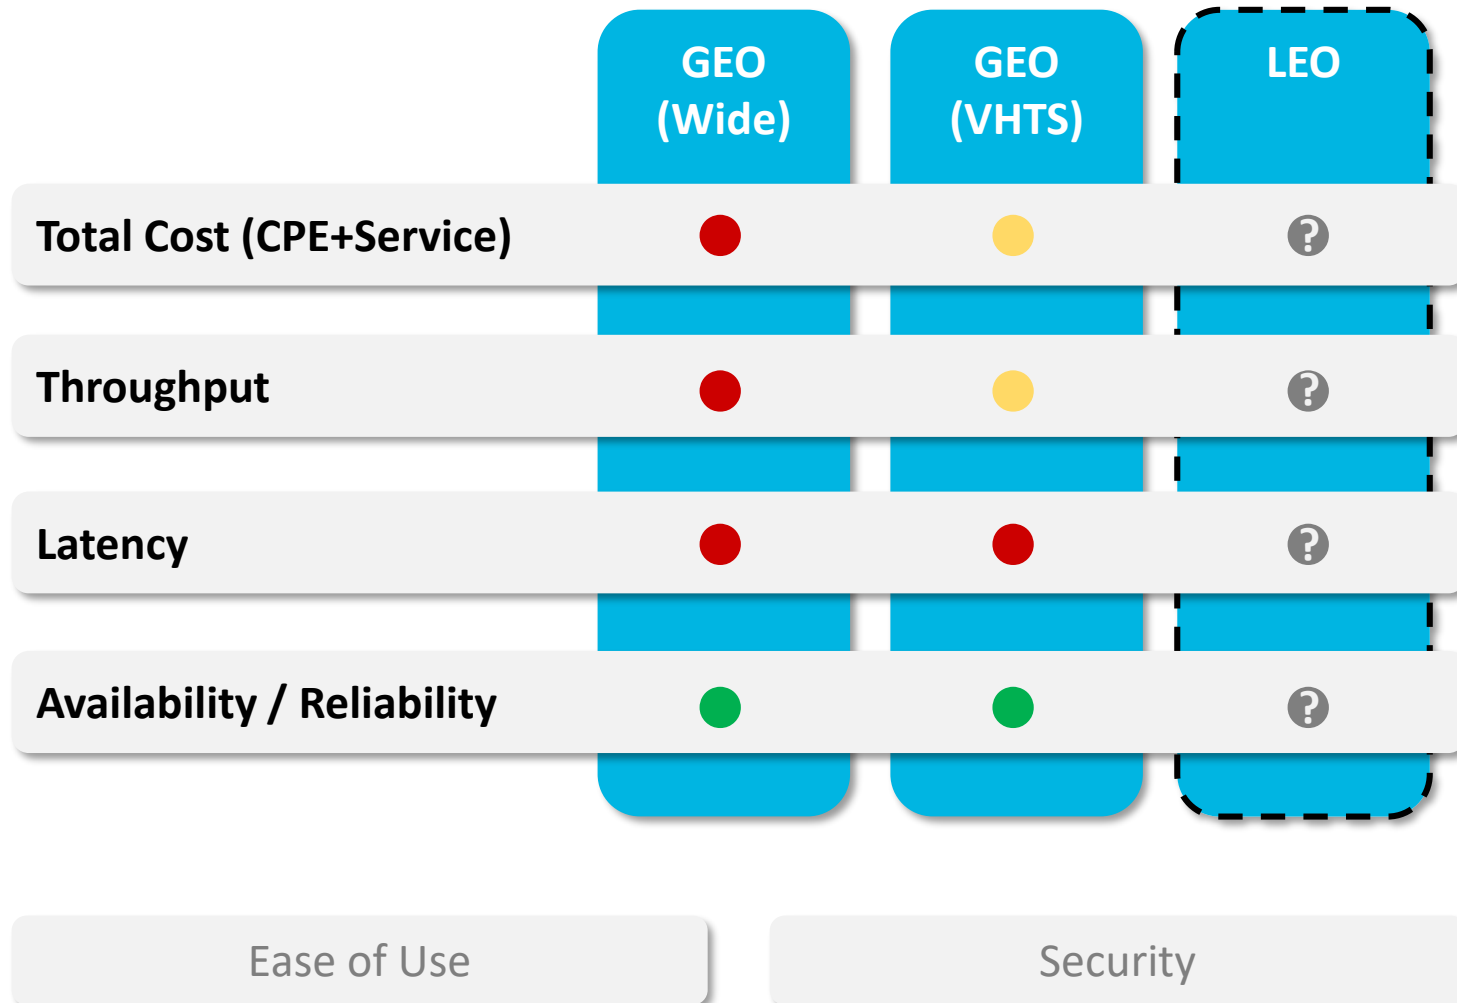 GEO
(Wide)
GEO
(VHTS)
LEO
Total Cost (CPE+Service)
?
Throughput
?
Latency
?
Availability / Reliability
?
Ease of Use
Security